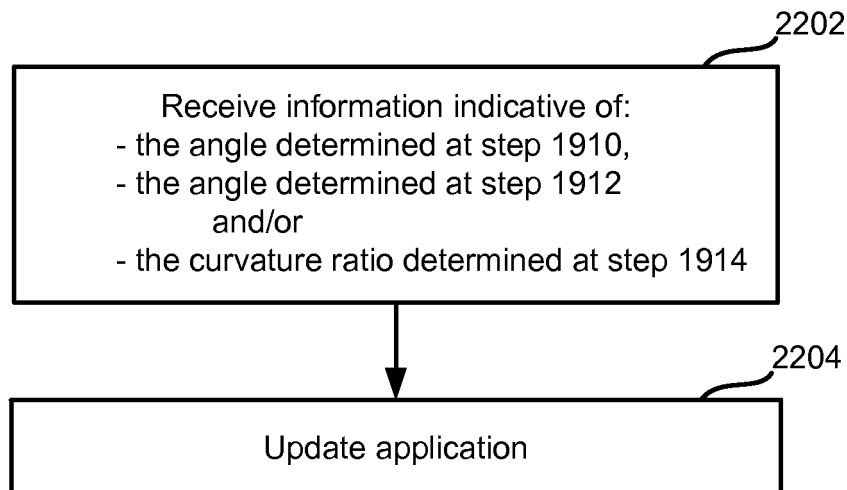 2202
Receive information indicative of:
- the angle determined at step 1910,
- the angle determined at step 1912
and/or
- the curvature ratio determined at step 1914
2204
Update application